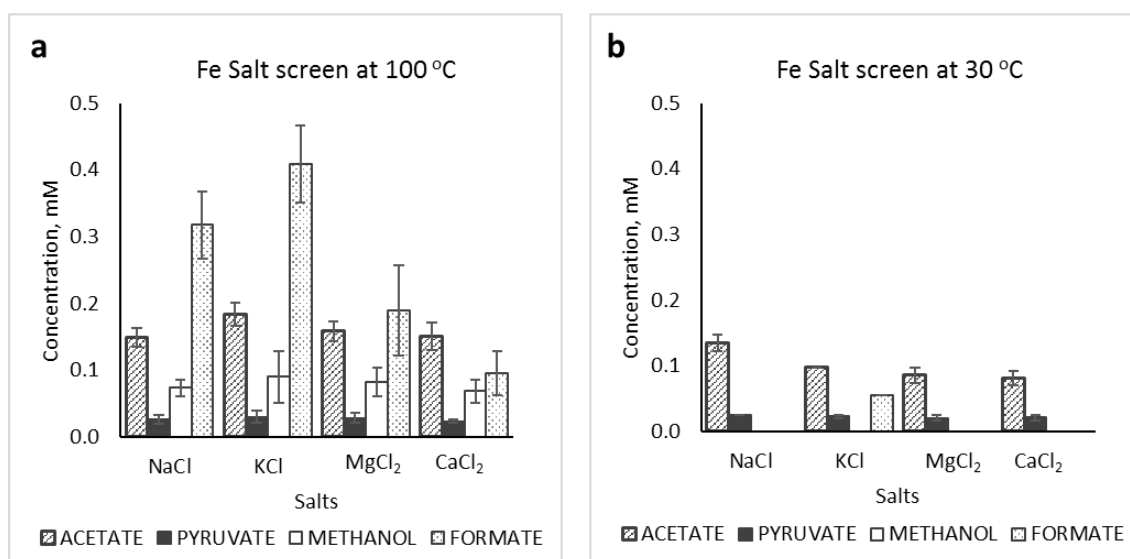 a
Fe Salt screen at 100 °C
0.5
0.4
0.3
0.2
0.1
0.0
Concentration, mM
NaCl KCl MgCl₂ CaCl₂
Salts
ACETATE PYRUVATE METHANOL FORMATE
b
Fe Salt screen at 30 °C
0.5
0.4
0.3
0.2
0.1
0.0
Concentration, mM
NaCl KCl MgCl₂ CaCl₂
Salts
ACETATE PYRUVATE METHANOL FORMATE